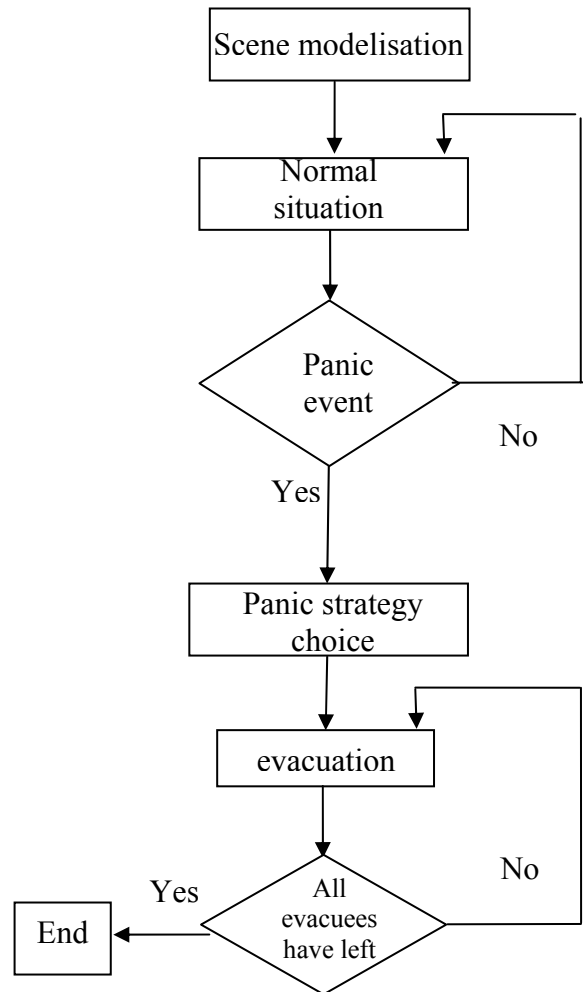 Scene modelisation
Normal
situation
Panic
event
No
Yes
Panic strategy
choice
evacuation
All
evacuees
have left
No
Yes
End